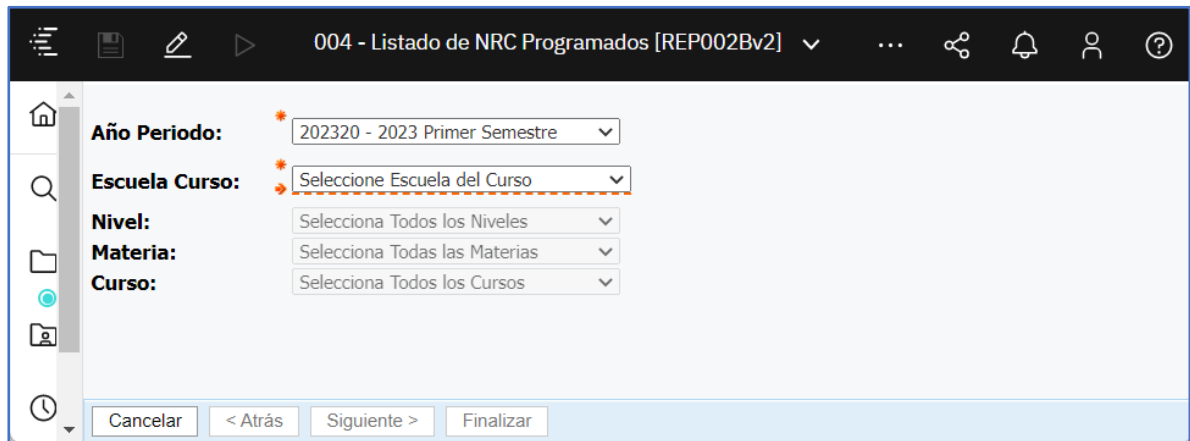 004 - Listado de NRC Programados [REP002Bv2]
Año Periodo: 202320 - 2023 Primer Semestre
Escuela Curso: Seleccione Escuela del Curso
Nivel: Selecciona Todos los Niveles
Materia: Selecciona Todas las Materias
Curso: Selecciona Todos los Cursos
Cancelar < Atrás Siguiente > Finalizar